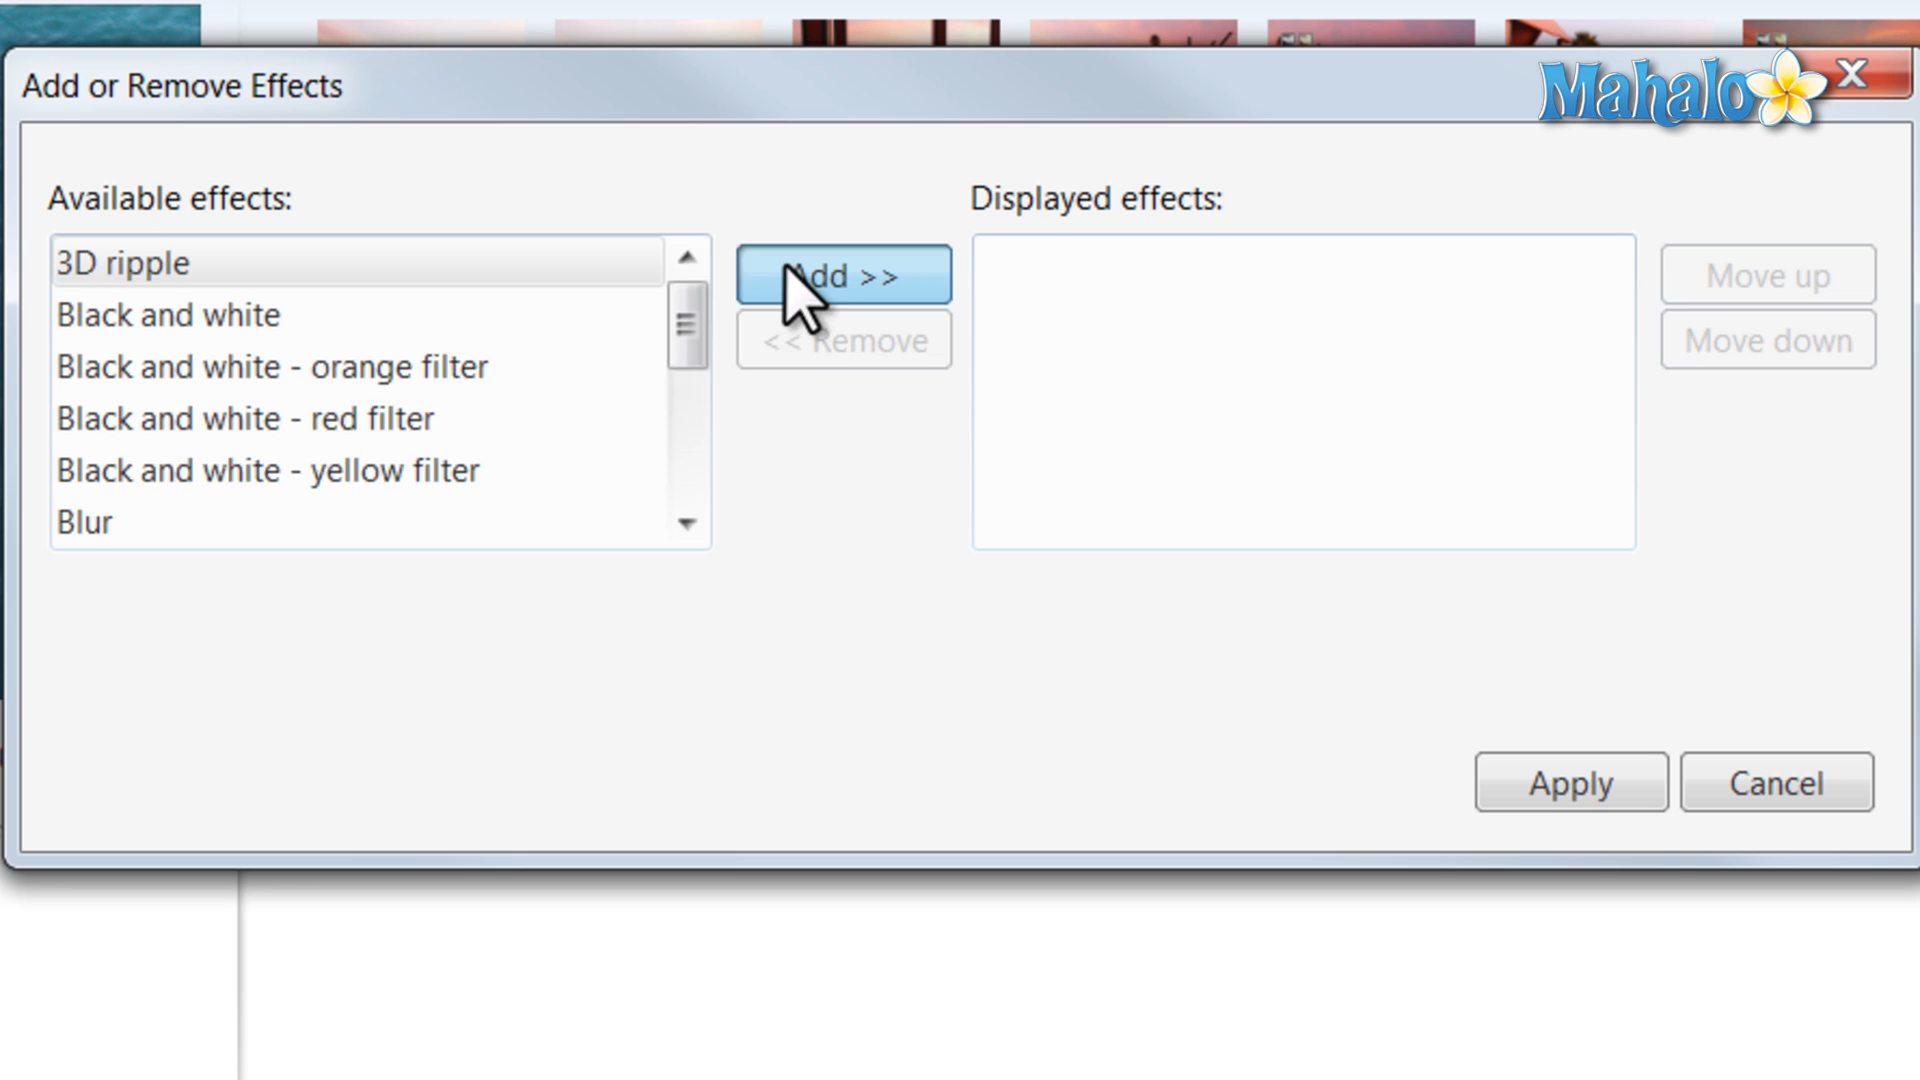 Add or Remove Effects
Mahalo
X
Available effects:
Displayed effects:
3D ripple
Black and white
Black and white - orange filter
Black and white - red filter
Black and white - yellow filter
Blur
Add >>
<< Remove
Move up
Move down
Apply
Cancel